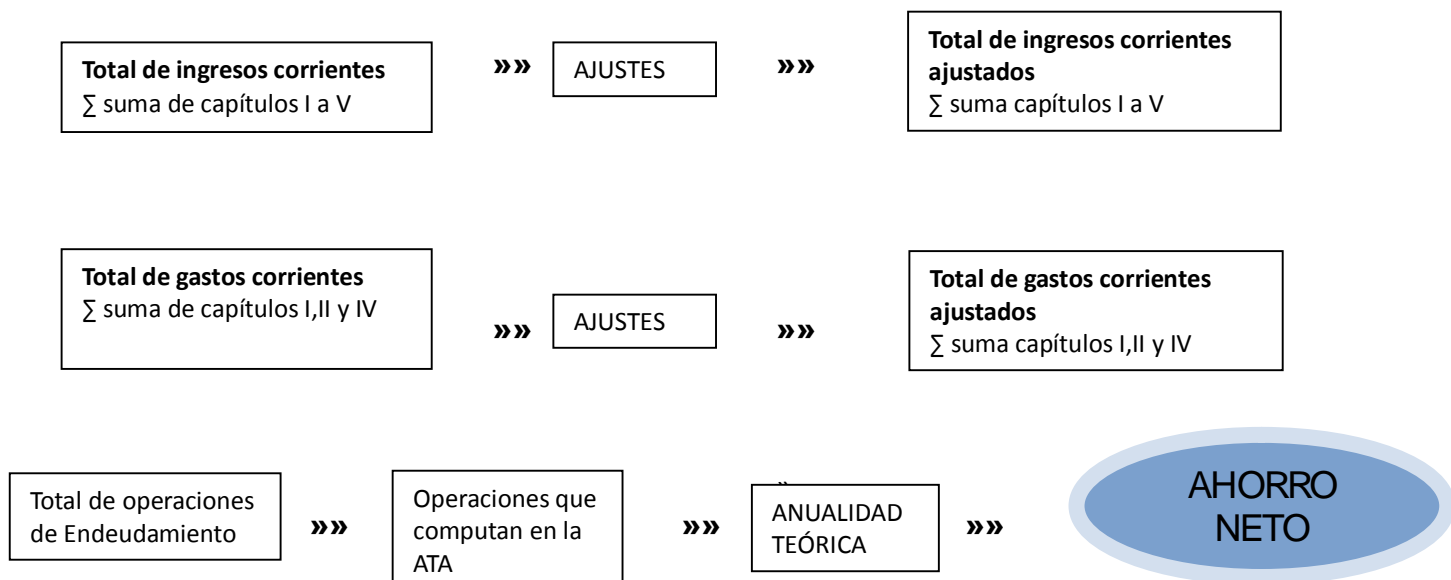 Total de ingresos corrientes
∑ suma de capítulos I a V
»»
AJUSTES
»»
Total de ingresos corrientes
ajustados
∑ suma capítulos I a V
Total de gastos corrientes
∑ suma de capítulos I,II y IV
»»
AJUSTES
»»
Total de gastos corrientes
ajustados
∑ suma capítulos I,II y IV
Total de operaciones
de Endeudamiento
»»
Operaciones que
computan en la
ATA
»»
ANUALIDAD
TEÓRICA
»»
AHORRO
NETO